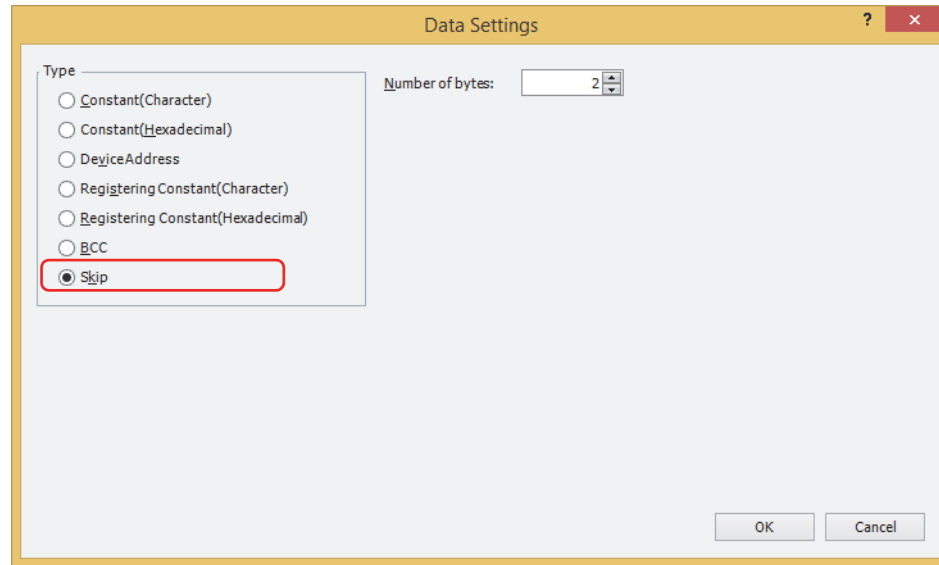 Data Settings
?
×
Type
Constant(Character)
Constant(Hexadecimal)
DeviceAddress
Registering Constant(Character)
Registering Constant(Hexadecimal)
BCC
Skip
Number of bytes: 2
OK Cancel